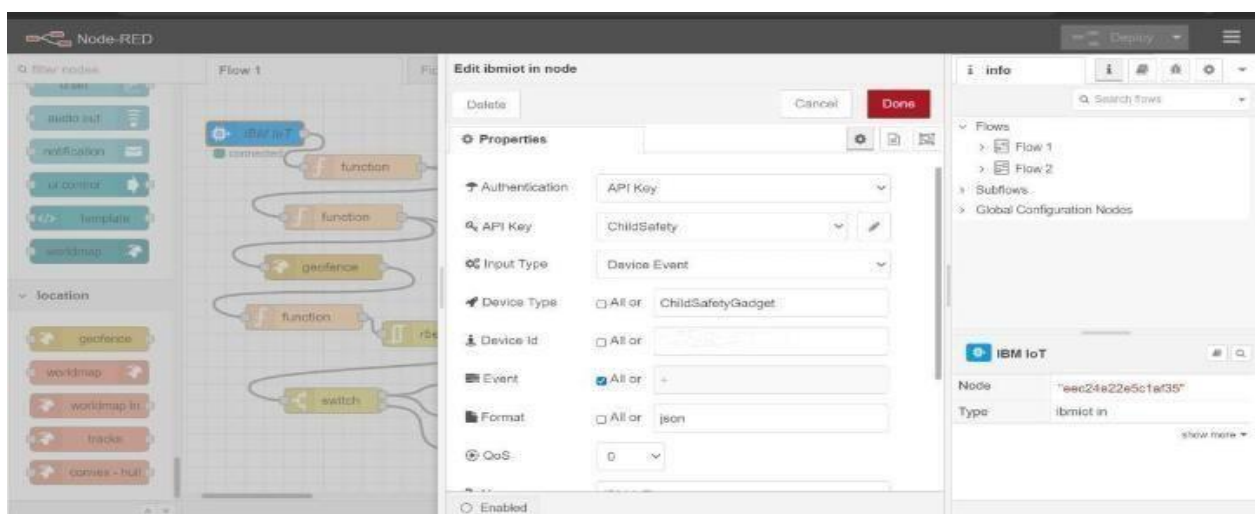 Node-RED
Deploy
filter nodes
Flow 1
Edit ibmiot in node
info
i
audio out
Delete
Cancel
Done
Search flows
notification
IBM IoT
connected
Properties
Flows
Flow 1
Flow 2
ui control
function
Authentication
API Key
Subflows
Global Configuration Nodes
template
function
API Key
ChildSafety
worldmap
geofence
Input Type
Device Event
location
function
Device Type
All or
ChildSafetyGadget
geofence
Device Id
All or
IBM IoT
worldmap
Event
All or
+
Node
"eec24e22e5c1af35"
worldmap in
switch
Format
All or
json
Type
ibmiot in
tracks
show more
QoS
0
convex - hull
Enabled